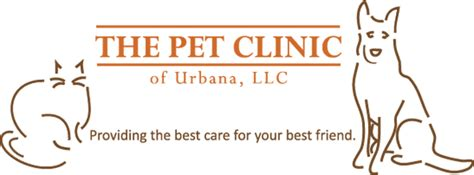 THE PET CLINIC
of Urbana, LLC
Providing the best care for your best friend.